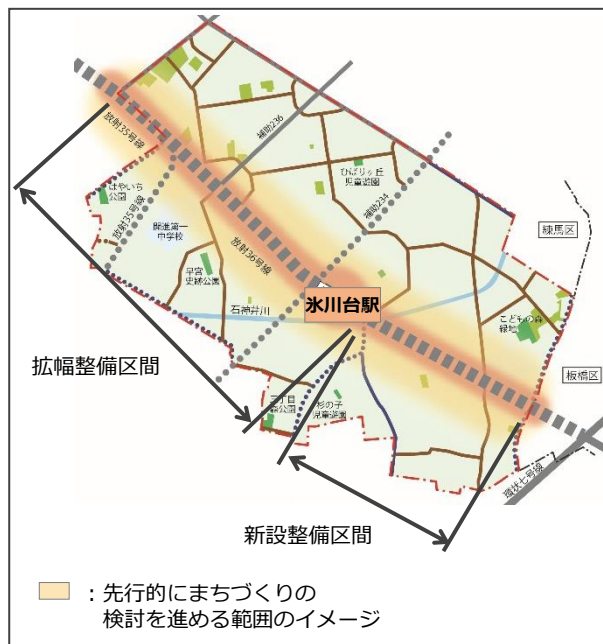 放射35号線
補助236
はやいち
公園
放射35号線
開進第一
中学校
ひばりヶ丘
児童遊園
補助234
練馬区
放射36号線
早宮
史跡公園
石神井川
氷川台駅
こどもの森
緑地
板橋区
拡幅整備区間
二丁目
森公園
杉の子
児童遊園
環状七号線
新設整備区間
：先行的にまちづくりの
検討を進める範囲のイメージ